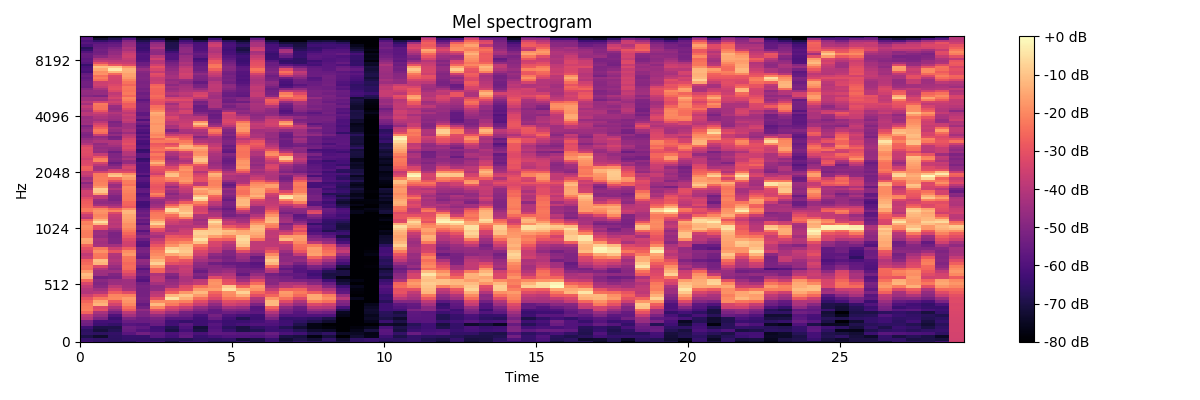 Mel spectrogram
8192
4096
2048
1024
512
0
Hz
0 5 10 15 20 25
Time
+0 dB
-10 dB
-20 dB
-30 dB
-40 dB
-50 dB
-60 dB
-70 dB
-80 dB